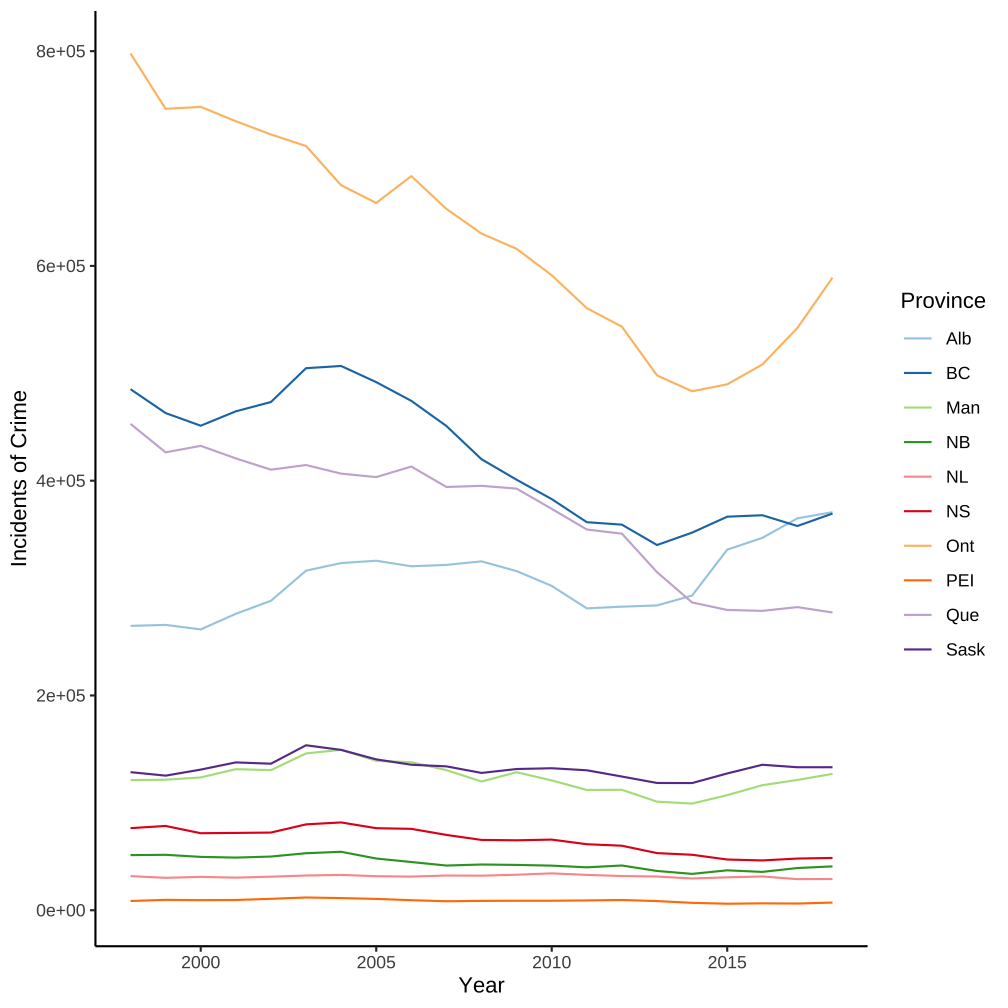 8e+05
6e+05
4e+05
2e+05
0e+00
Incidents of Crime
2000 2005 2010 2015
Year
Province
Alb
BC
Man
NB
NL
NS
Ont
PEI
Que
Sask